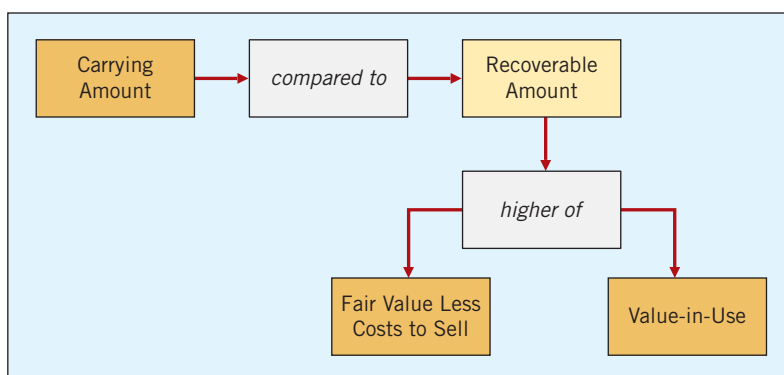 Carrying
Amount
compared to
Recoverable
Amount
higher of
Fair Value Less
Costs to Sell
Value-in-Use